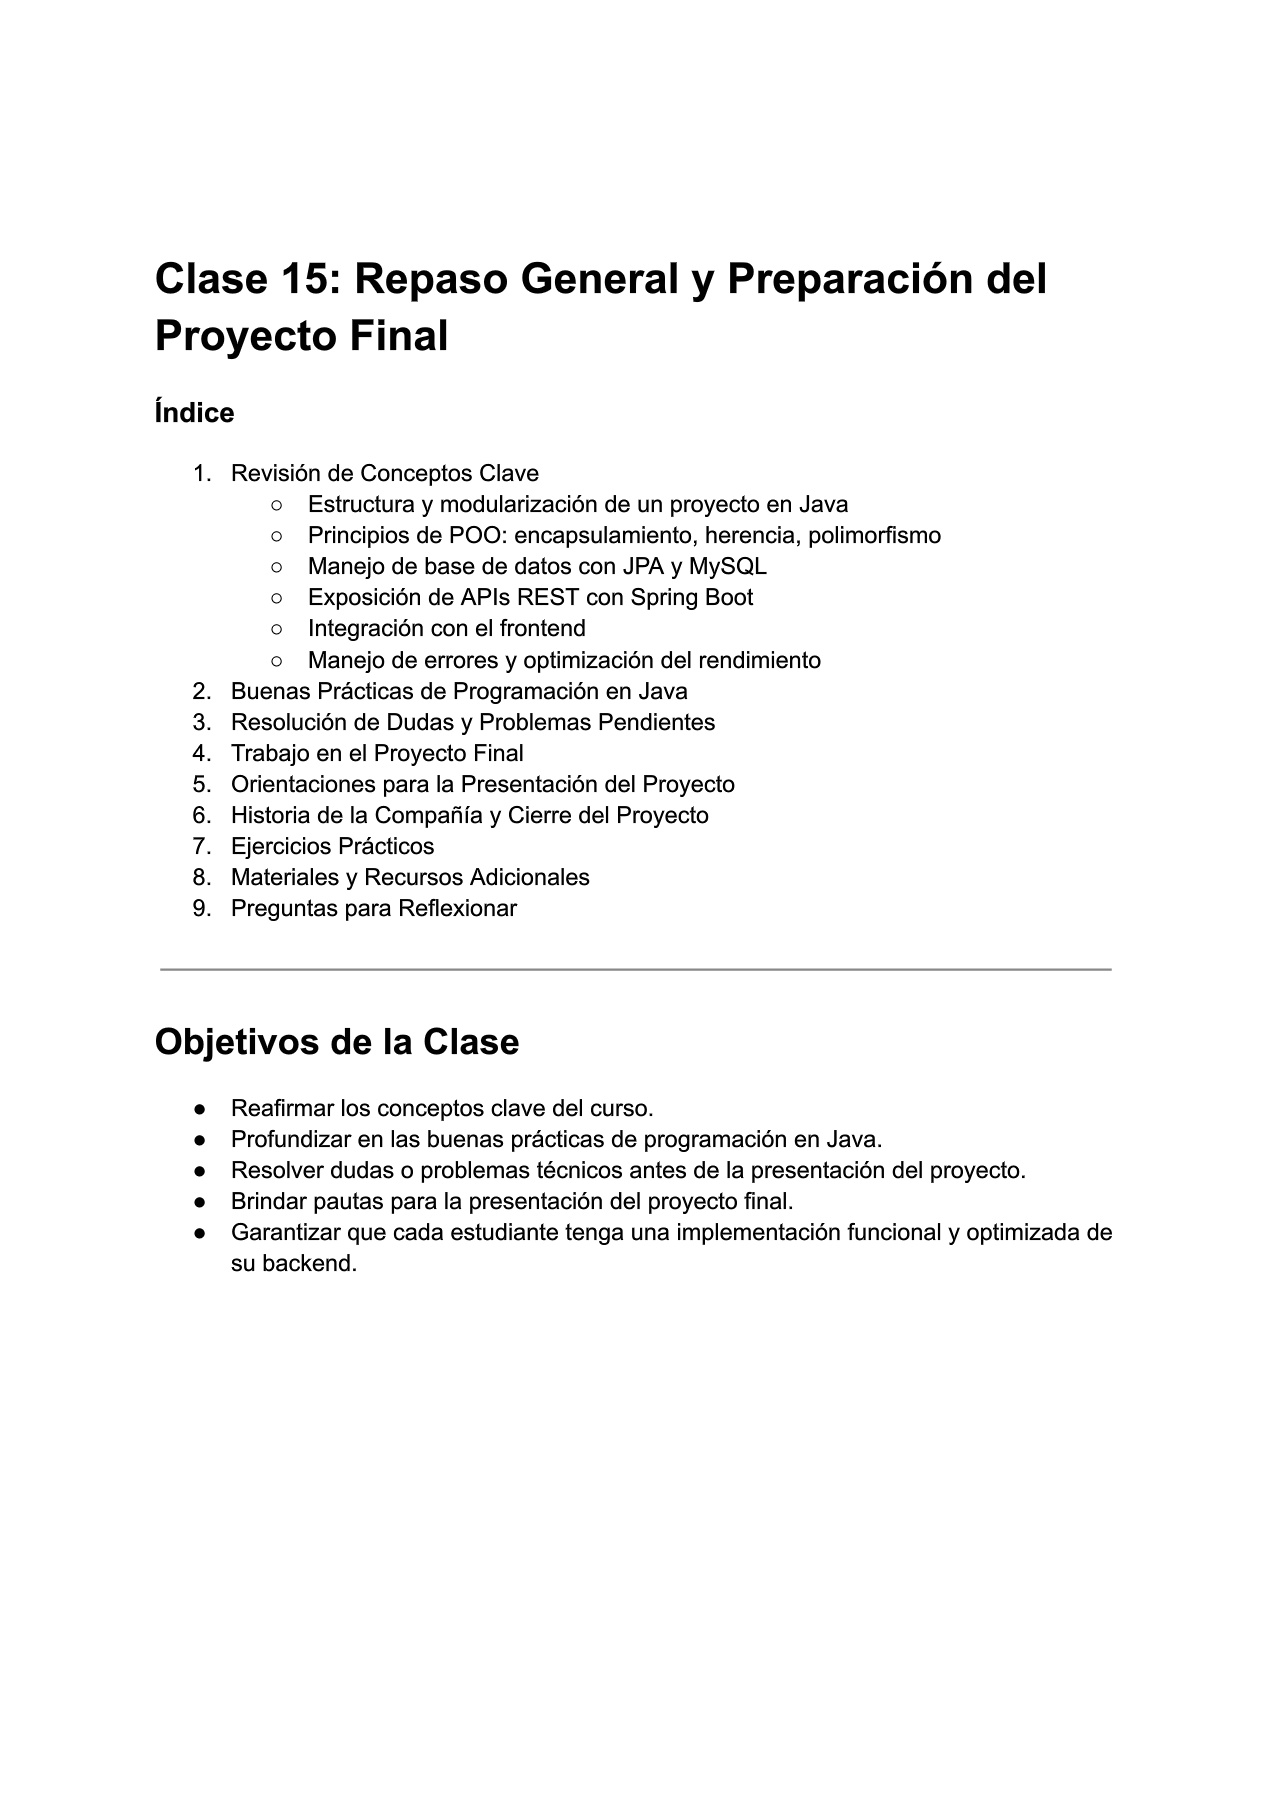 Clase 15: Repaso General y Preparación del
Proyecto Final
Índice
1. Revisión de Conceptos Clave
○ Estructura y modularización de un proyecto en Java
○ Principios de POO: encapsulamiento, herencia, polimorfismo
○ Manejo de base de datos con JPA y MySQL
○ Exposición de APIs REST con Spring Boot
○ Integración con el frontend
○ Manejo de errores y optimización del rendimiento
2. Buenas Prácticas de Programación en Java
3. Resolución de Dudas y Problemas Pendientes
4. Trabajo en el Proyecto Final
5. Orientaciones para la Presentación del Proyecto
6. Historia de la Compañía y Cierre del Proyecto
7. Ejercicios Prácticos
8. Materiales y Recursos Adicionales
9. Preguntas para Reflexionar
Objetivos de la Clase
● Reafirmar los conceptos clave del curso.
● Profundizar en las buenas prácticas de programación en Java.
● Resolver dudas o problemas técnicos antes de la presentación del proyecto.
● Brindar pautas para la presentación del proyecto final.
● Garantizar que cada estudiante tenga una implementación funcional y optimizada de
su backend.